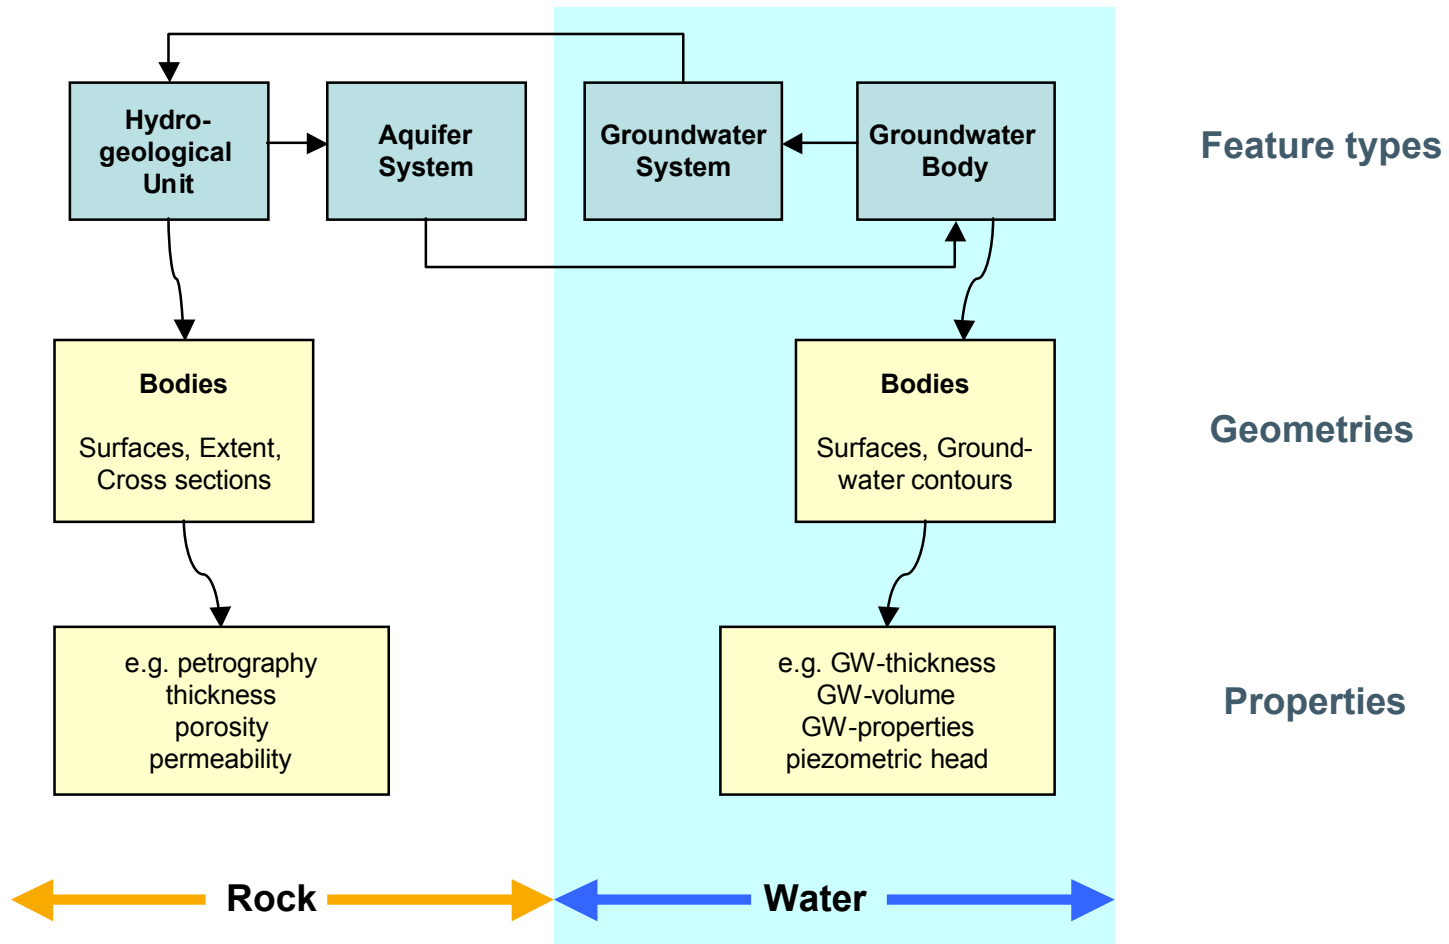 Hydro-
geological
Unit
Aquifer
System
Groundwater
System
Groundwater
Body
Feature types
Bodies
Surfaces, Extent,
Cross sections
Bodies
Surfaces, Ground-
water contours
Geometries
e.g. petrography
thickness
porosity
permeability
e.g. GW-thickness
GW-volume
GW-properties
piezometric head
Properties
Rock
Water